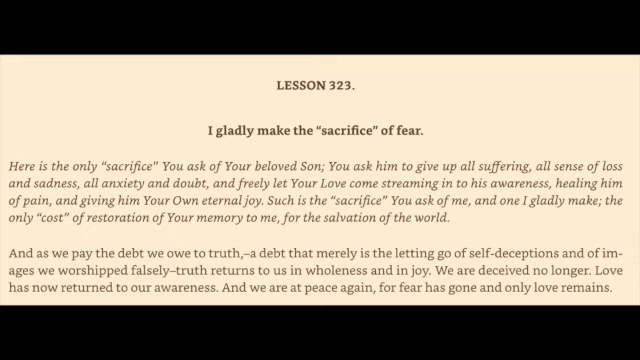 LESSON 323.
I gladly make the “sacrifice” of fear.
Here is the only “sacrifice” You ask of Your beloved Son; You ask him to give up all suffering, all sense of loss
and sadness, all anxiety and doubt, and freely let Your Love come streaming in to his awareness, healing him
of pain, and giving him Your Own eternal joy. Such is the “sacrifice” You ask of me, and one I gladly make; the
only “cost” of restoration of Your memory to me, for the salvation of the world.
And as we pay the debt we owe to truth,–a debt that merely is the letting go of self-deceptions and of im-
ages we worshipped falsely–truth returns to us in wholeness and in joy. We are deceived no longer. Love
has now returned to our awareness. And we are at peace again, for fear has gone and only love remains.